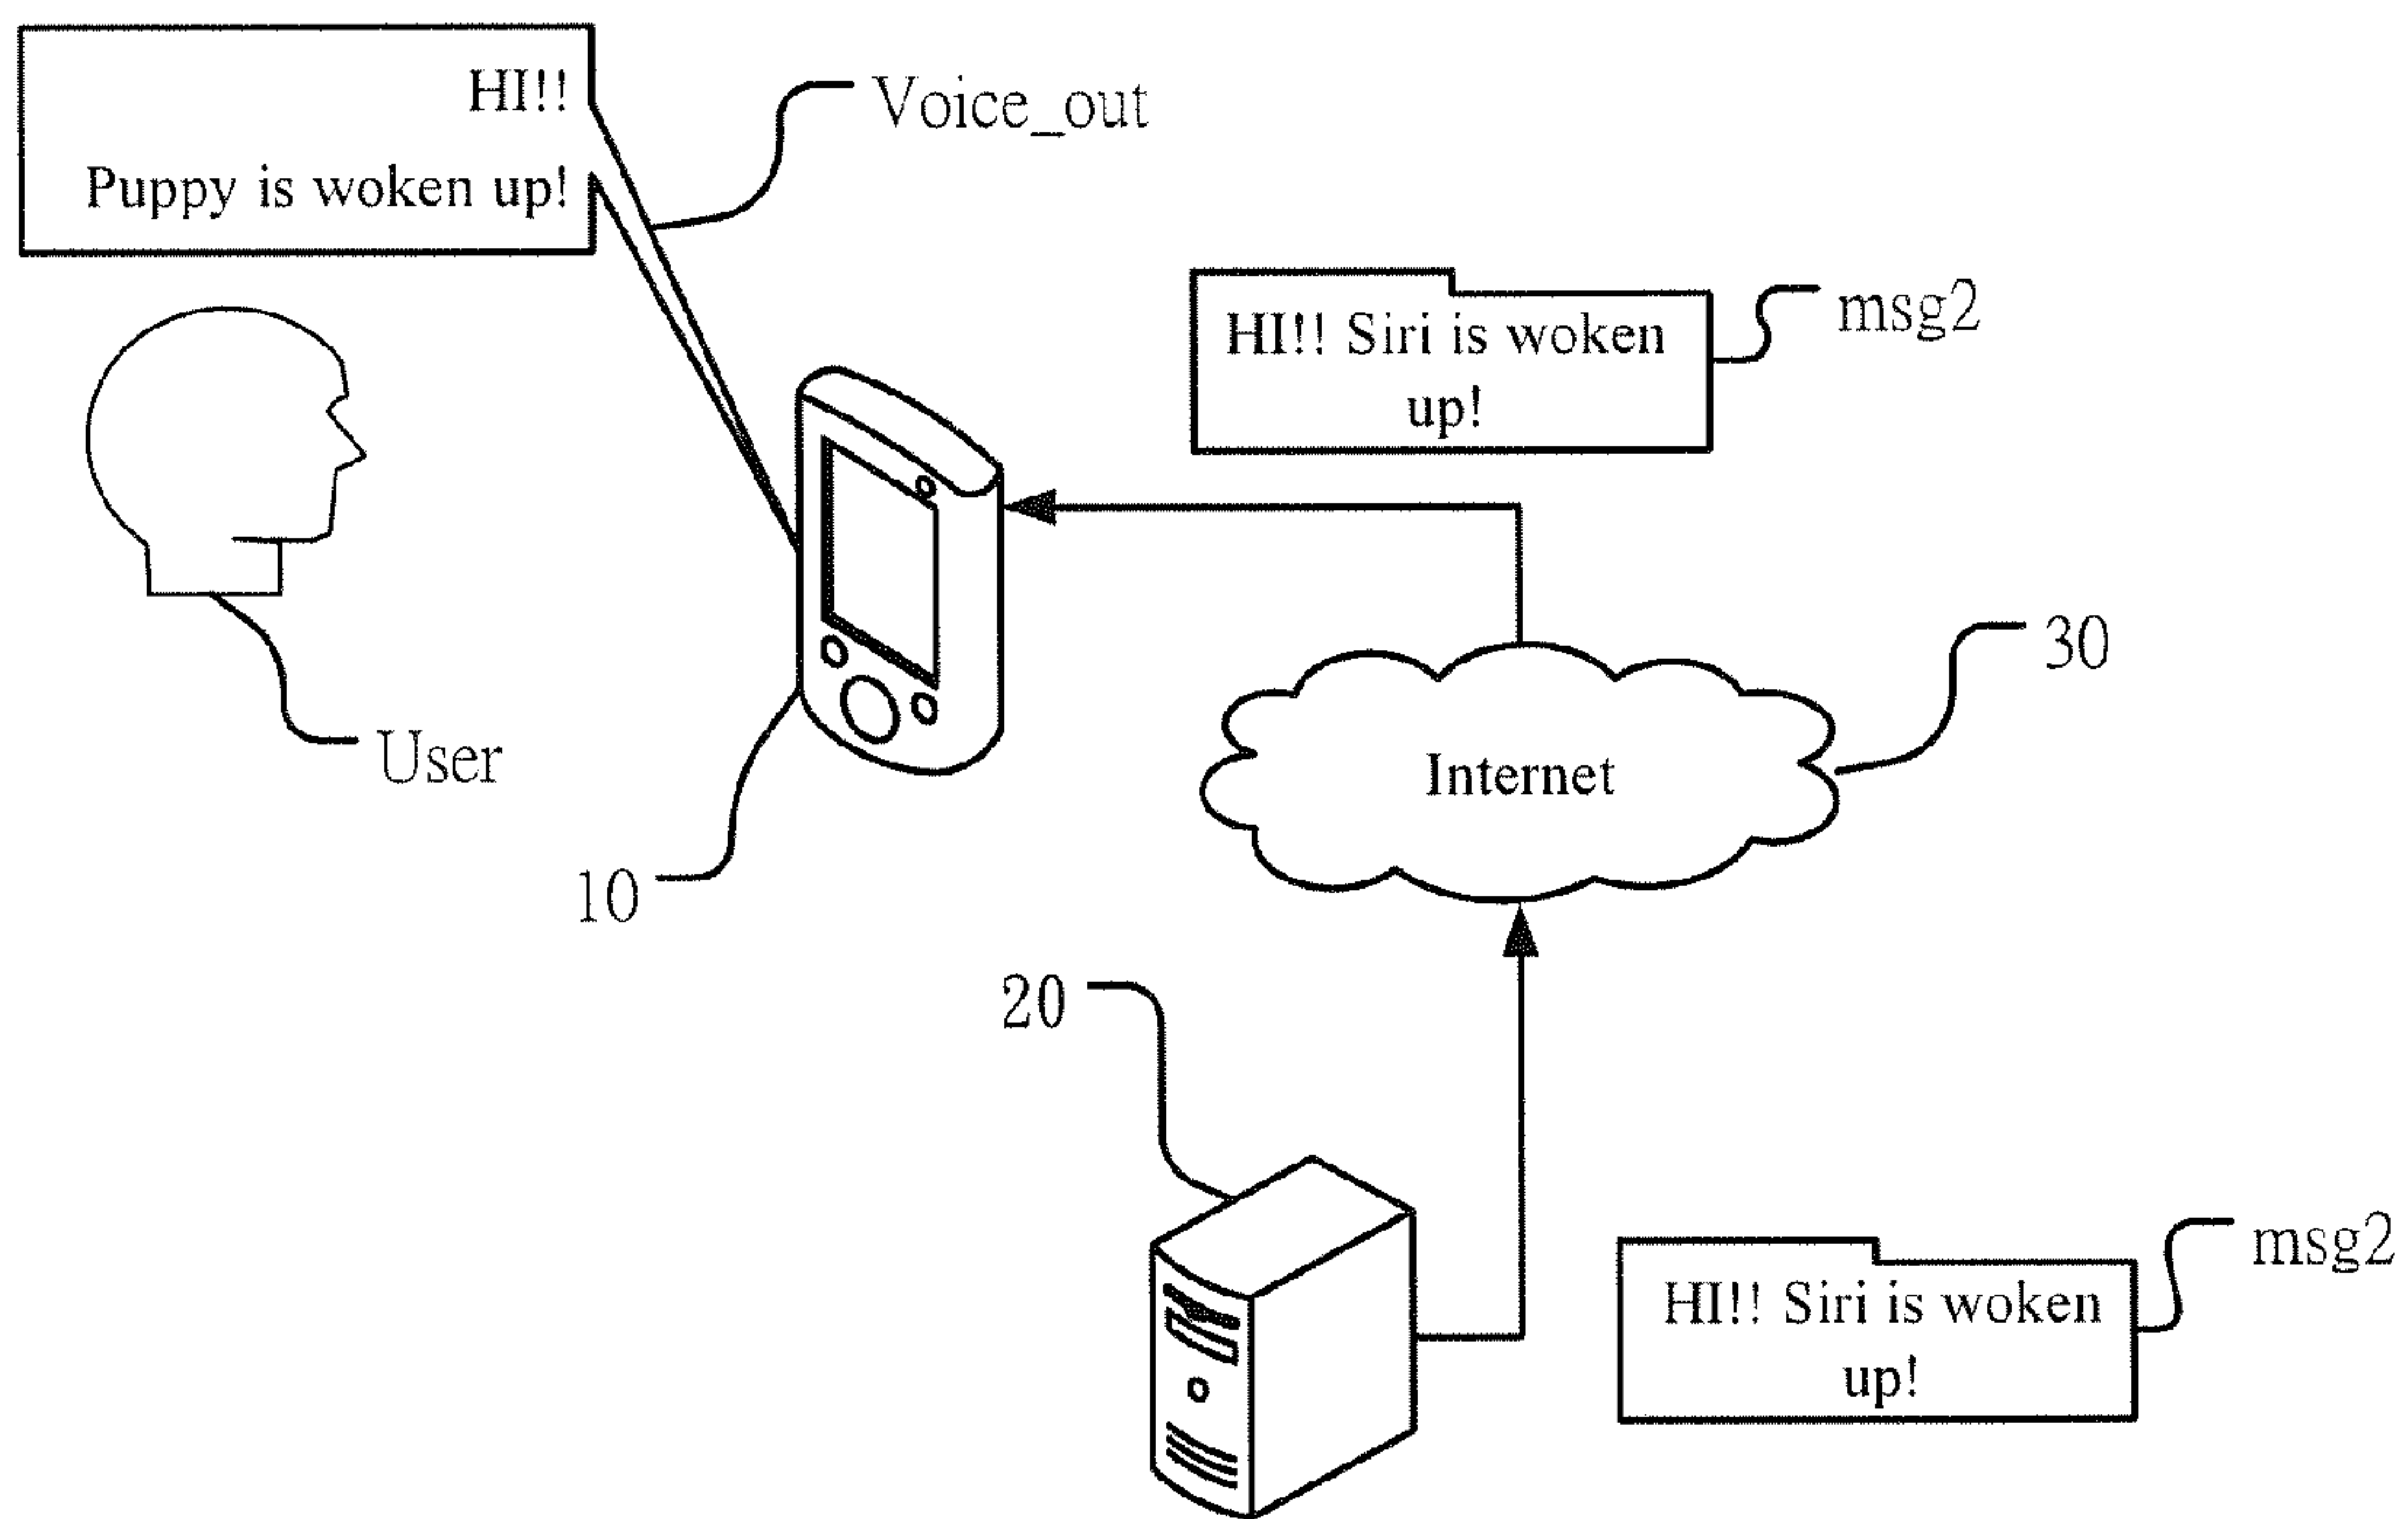 HI!!
Puppy is woken up!
Voice_out
HI!! Siri is woken
up!
msg2
User
30
Internet
10
20
HI!! Siri is woken
up!
msg2